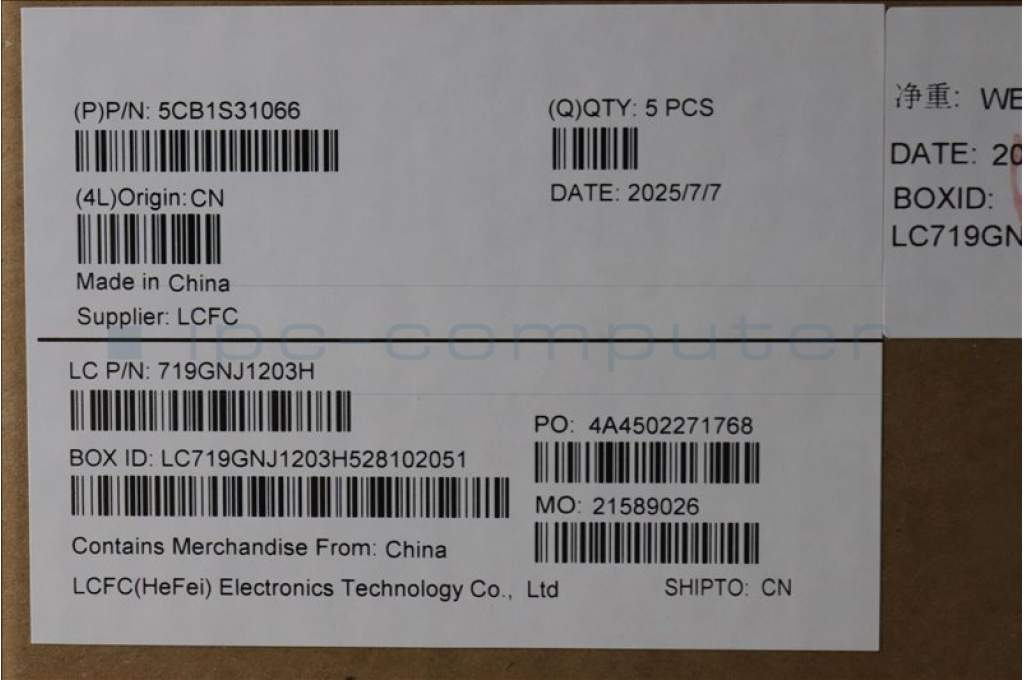 (P)P/N: 5CB1S31066
(Q)QTY: 5 PCS
(4L)Origin:CN
DATE: 2025/7/7
Made in China
Supplier: LCFC
ipc-computer
LC P/N: 719GNJ1203H
PO: 4A4502271768
BOX ID: LC719GNJ1203H528102051
MO: 21589026
Contains Merchandise From: China
LCFC(HeFei) Electronics Technology Co., Ltd
SHIPTO: CN
净重: WE
DATE: 20
BOXID:
LC719GN